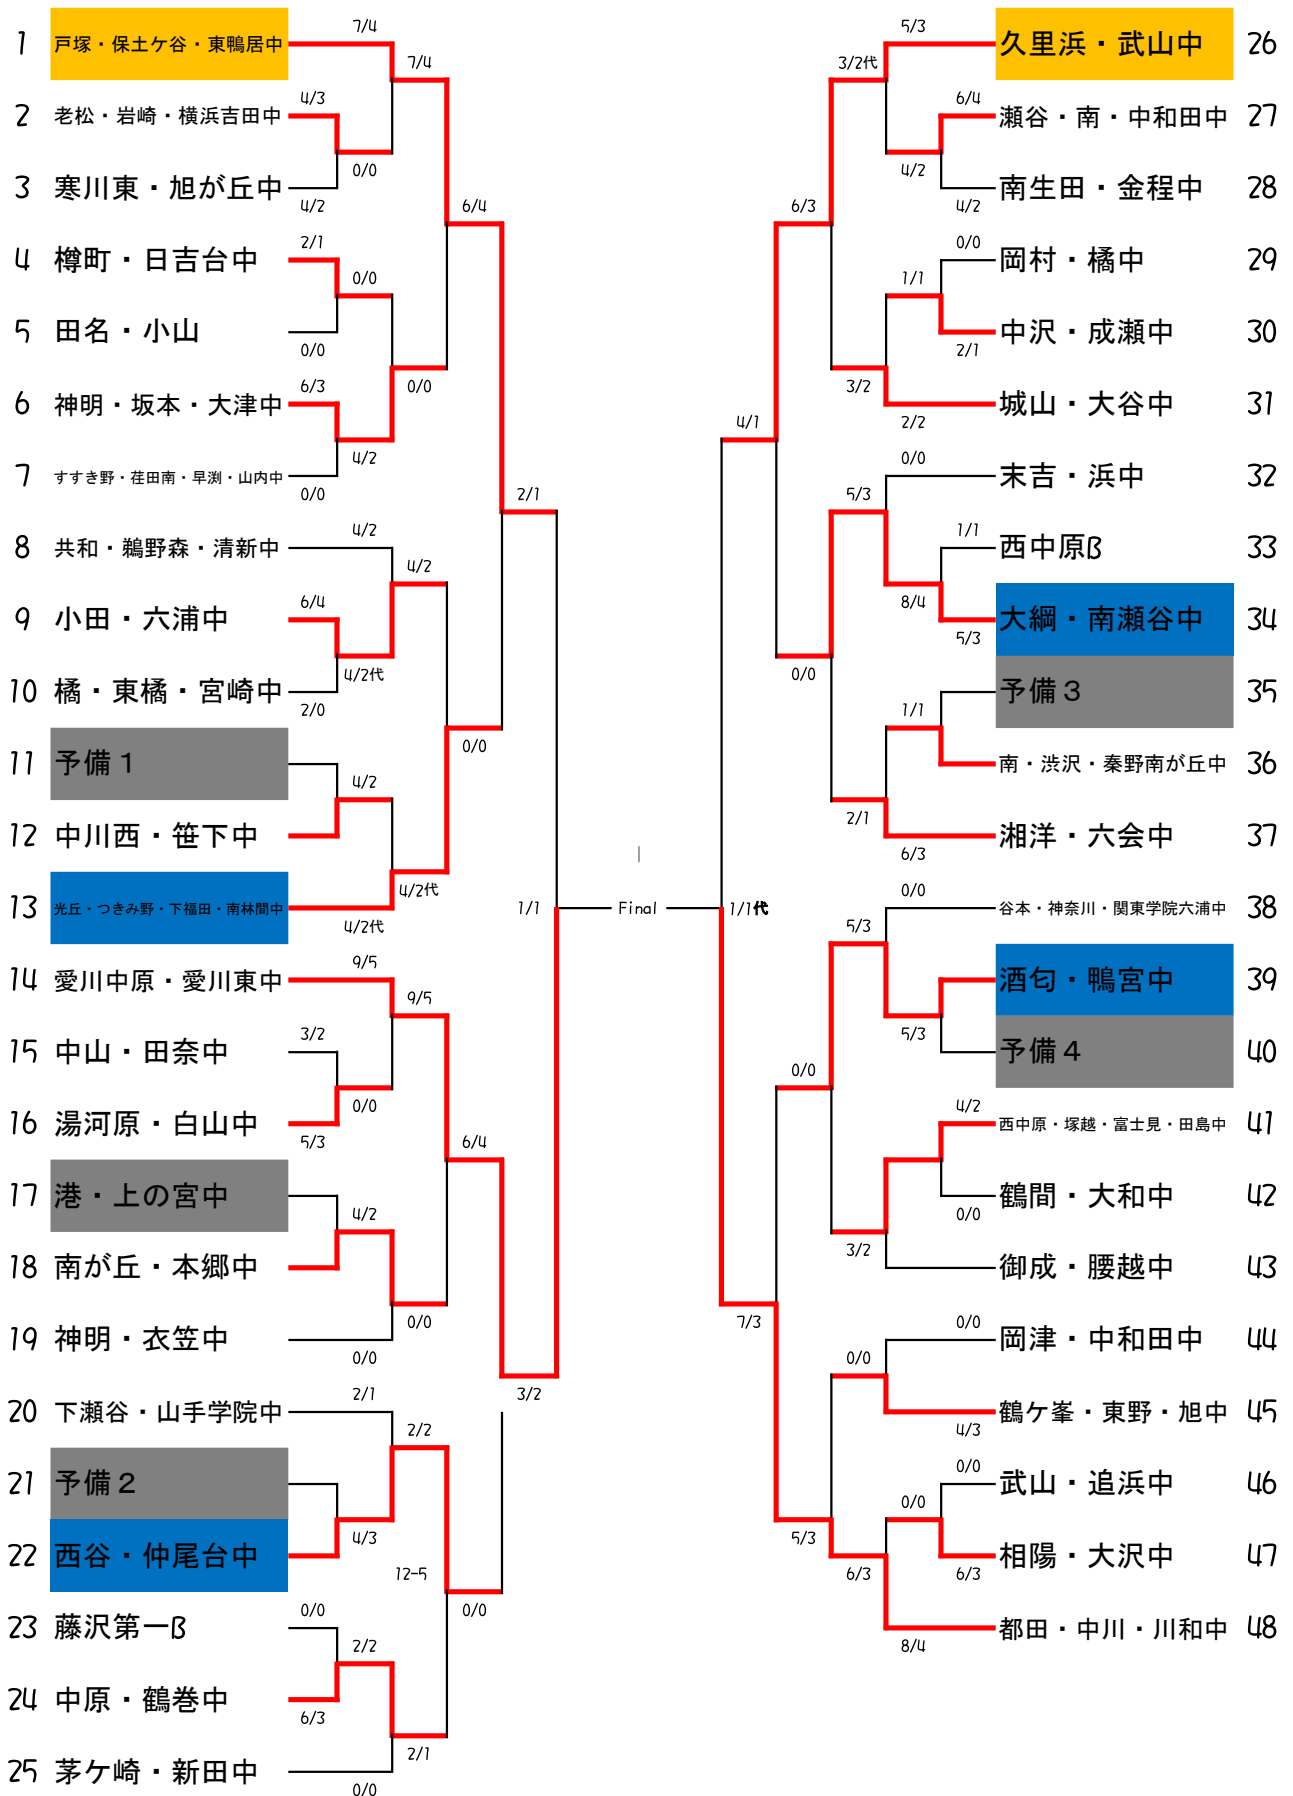 1 戸塚・保土ケ谷・東鴨居中
2 老松・岩崎・横浜吉田中
3 寒川東・旭が丘中
4 樽町・日吉台中
5 田名・小山
6 神明・坂本・大津中
7 すすき野・荏田南・早渕・山内中
8 共和・鵜野森・清新中
9 小田・六浦中
10 橘・東橘・宮崎中
11 予備1
12 中川西・笹下中
13 光丘・つきみ野・下福田・南林間中
14 愛川中原・愛川東中
15 中山・田奈中
16 湯河原・白山中
17 港・上の宮中
18 南が丘・本郷中
19 神明・衣笠中
20 下瀬谷・山手学院中
21 予備2
22 西谷・仲尾台中
23 藤沢第一β
24 中原・鶴巻中
25 茅ケ崎・新田中
7/4
4/3
4/2
2/1
0/0
6/3
0/0
4/2
6/4
2/0
4/2代
9/5
3/2
5/3
0/0
2/1
0/0
6/3
0/0
7/4
0/0
0/0
4/2
0/0
4/2
4/2代
4/2
4/2代
9/5
0/0
4/2
0/0
2/2
4/3
2/2
2/1
6/4
0/0
6/4
12-5
0/0
2/1
3/2
1/1
Final
1/1代
4/1
7/3
6/3
0/0
0/0
5/3
3/2代
3/2
5/3
2/1
5/3
3/2
0/0
6/3
4/2
1/1
8/4
1/1
5/3
0/0
5/3
6/4
4/2
0/0
2/1
2/2
0/0
1/1
5/3
6/3
0/0
4/2
0/0
0/0
4/3
0/0
6/3
8/4
久里浜・武山中 26
瀬谷・南・中和田中 27
南生田・金程中 28
岡村・橘中 29
中沢・成瀬中 30
城山・大谷中 31
末吉・浜中 32
西中原β 33
大綱・南瀬谷中 34
予備3 35
南・渋沢・秦野南が丘中 36
湘洋・六会中 37
谷本・神奈川・関東学院六浦中 38
酒匂・鴨宮中 39
予備4 40
西中原・塚越・富士見・田島中 41
鶴間・大和中 42
御成・腰越中 43
岡津・中和田中 44
鶴ケ峯・東野・旭中 45
武山・追浜中 46
相陽・大沢中 47
都田・中川・川和中 48